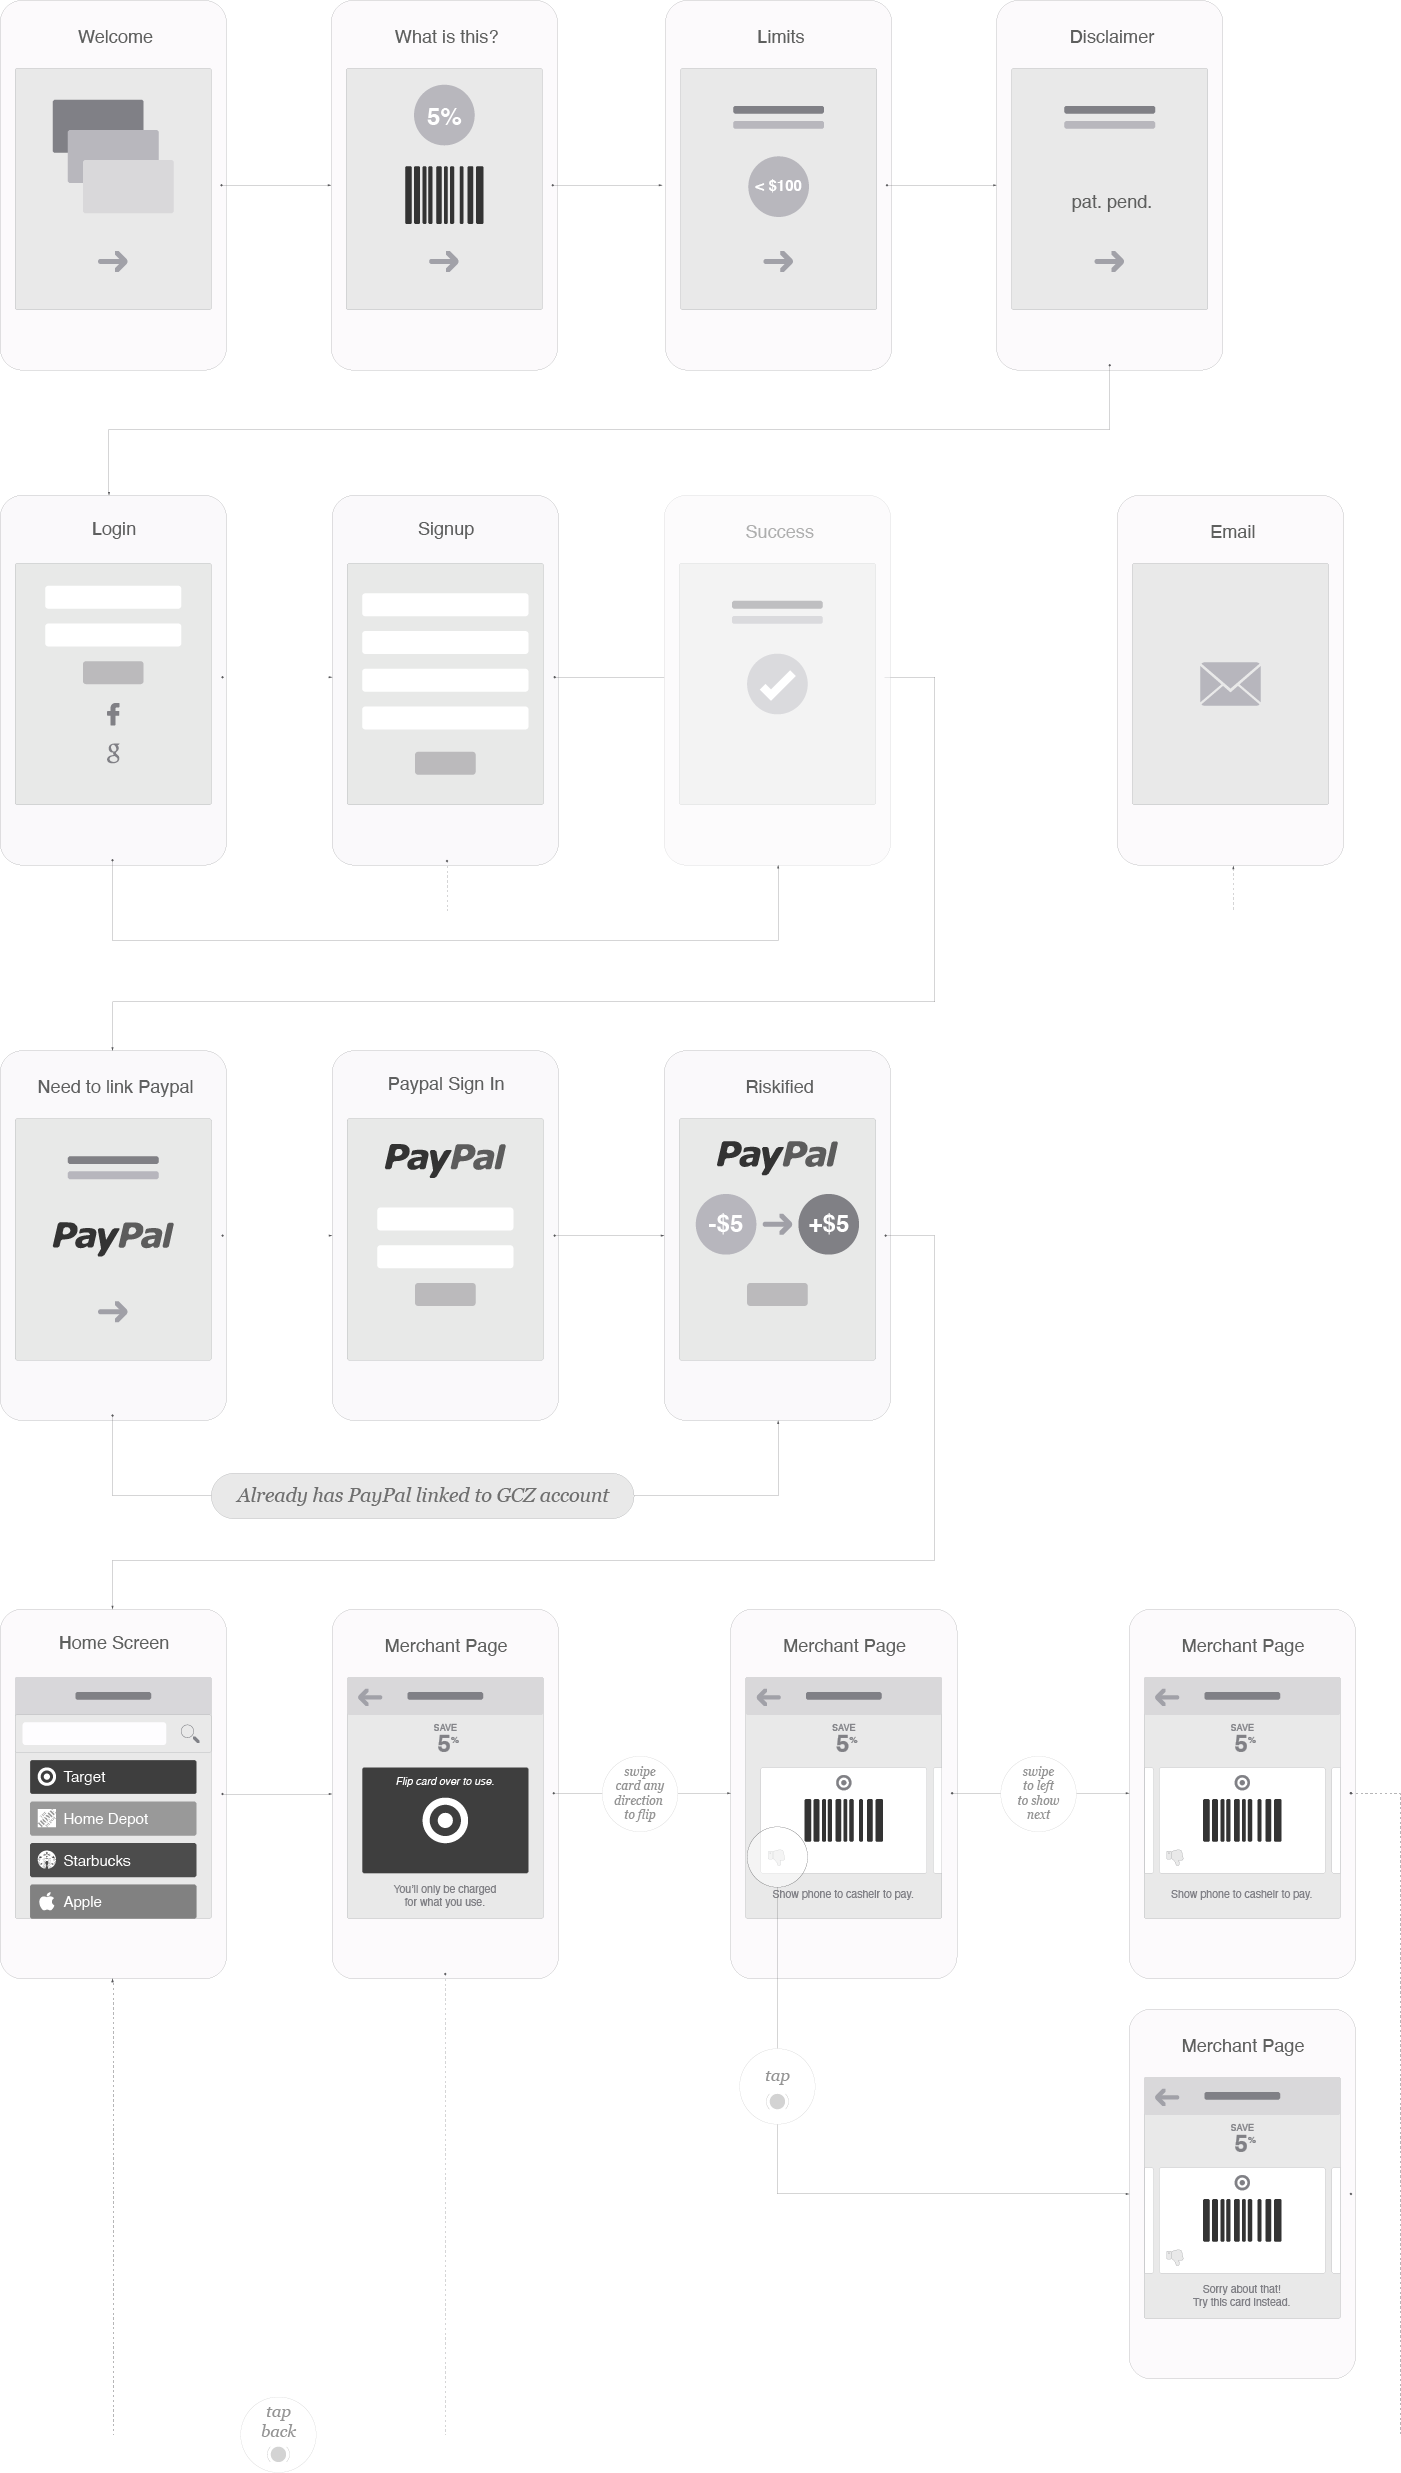 Welcome
What is this?
Limits
Disclaimer
5%
< $100
pat. pend.
Login
Signup
Success
Email
f
g
Need to link Paypal
Paypal Sign In
Riskified
PayPal
PayPal
PayPal
-$5
+$5
Already has PayPal linked to GCZ account
Home Screen
Target
Home Depot
Starbucks
Apple
Merchant Page
SAVE
5%
Flip card over to use.
You'll only be charged
for what you use.
swipe
card any
direction
to flip
Merchant Page
SAVE
5%
Show phone to casheir to pay.
swipe
to left
to show
next
Merchant Page
SAVE
5%
Show phone to casheir to pay.
tap
Merchant Page
SAVE
5%
Sorry about that!
Try this card instead.
tap
back